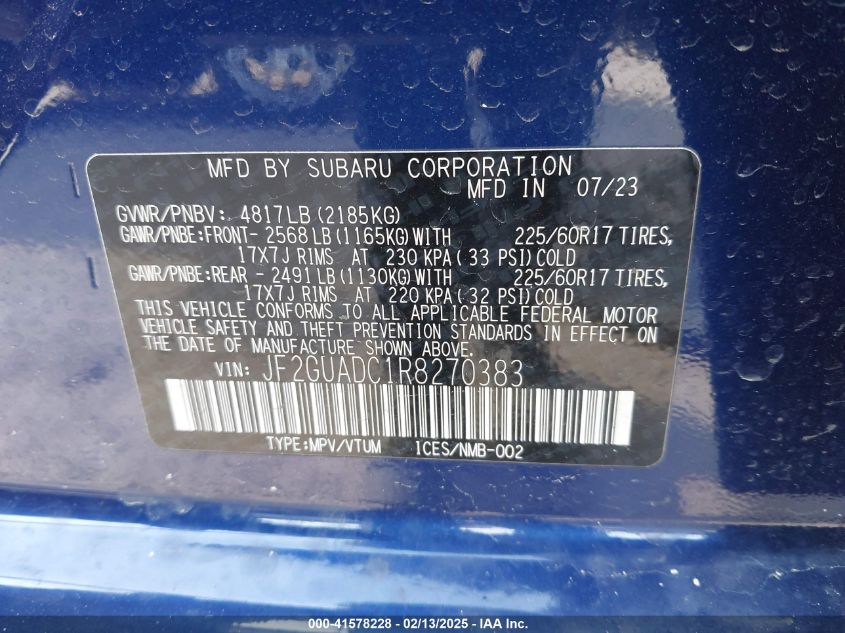 MFD BY SUBARU CORPORATION
MFD IN 07/23
GVWR/PNBV: 4817LB (2185KG)
GAWR/PNBE:FRONT- 2568 LB (1165KG) WITH 225/60R17 TIRES,
17X7J RIMS AT 230 KPA (33 PSI) COLD
GAWR/PNBE:REAR - 2491 LB (1130KG) WITH 225/60R17 TIRES,
17X7J RIMS AT 220 KPA (32 PSI) COLD
THIS VEHICLE CONFORMS TO ALL APPLICABLE FEDERAL MOTOR
VEHICLE SAFETY AND THEFT PREVENTION STANDARDS IN EFFECT ON
THE DATE OF MANUFACTURE SHOWN ABOVE.
VIN: JF2GUADC1R8270383
TYPE:MPV/VTUM ICES/NMB-002
000-41578228 - 02/13/2025 - IAA Inc.